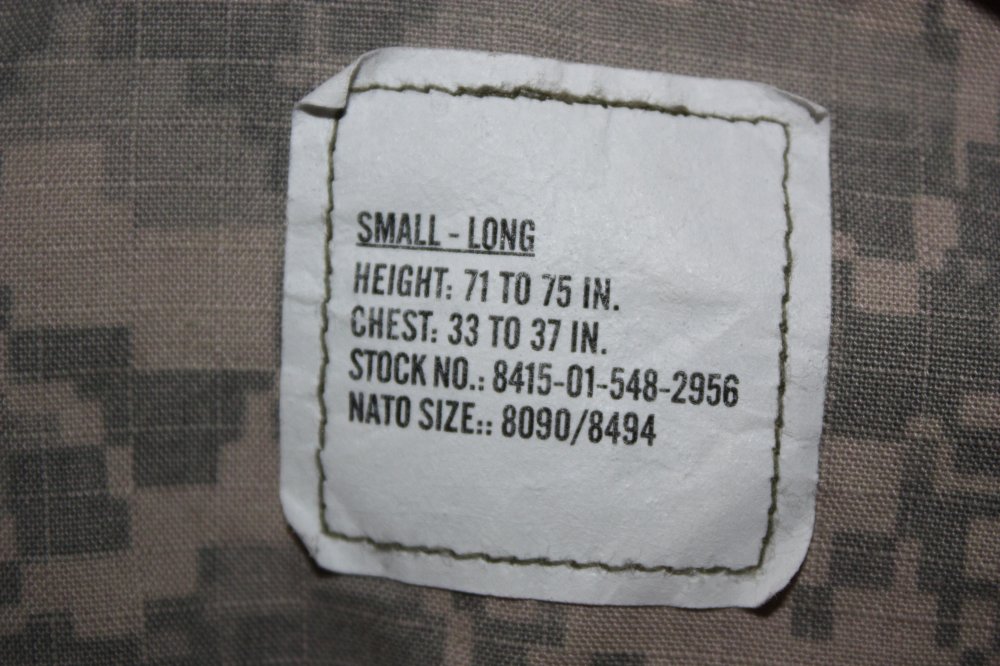 SMALL - LONG
HEIGHT: 71 TO 75 IN.
CHEST: 33 TO 37 IN.
STOCK NO.: 8415-01-548-2956
NATO SIZE:: 8090/8494